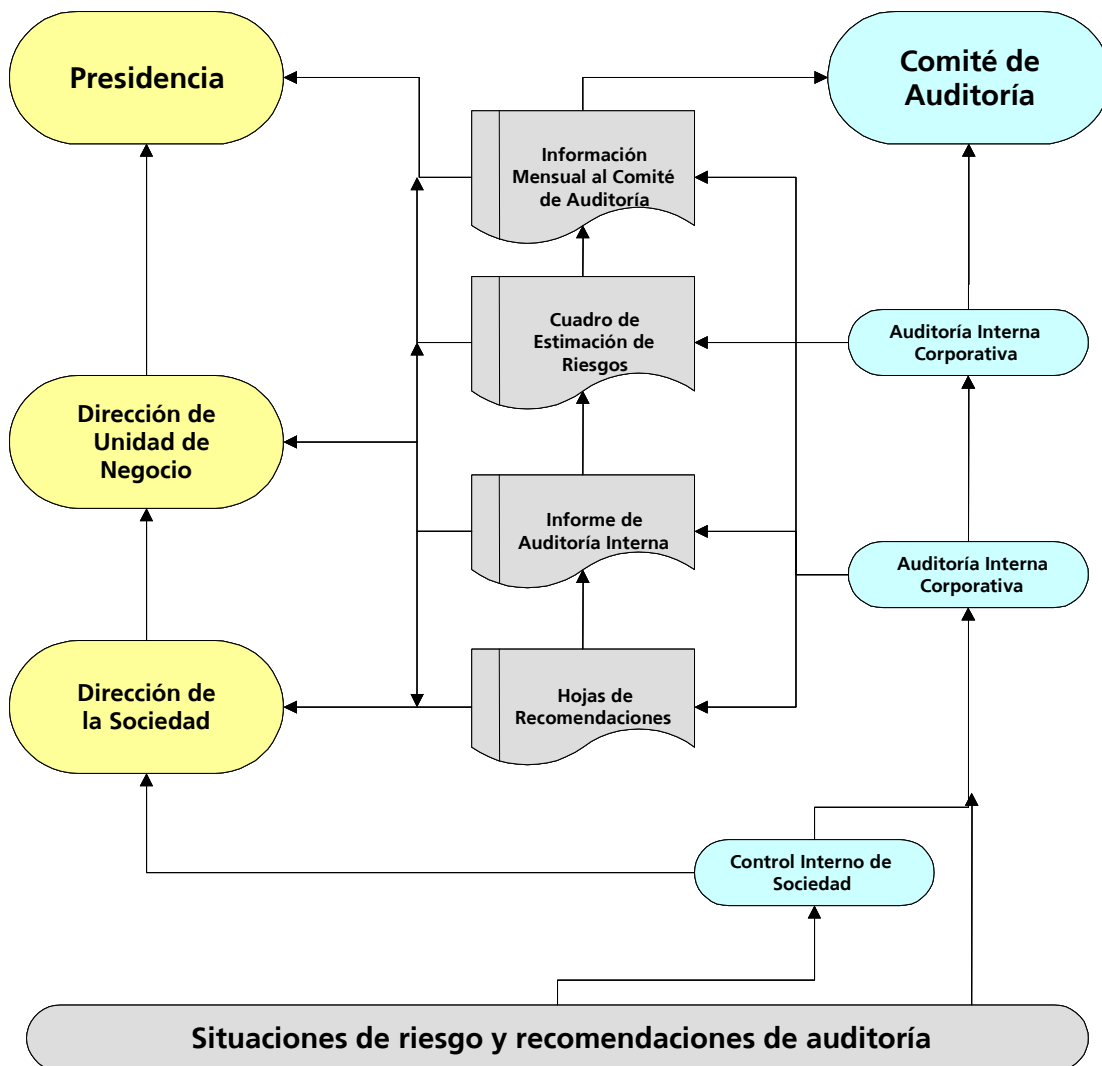 Presidencia
Comité de
Auditoría
Información
Mensual al Comité
de Auditoría
Cuadro de
Estimación de
Riesgos
Auditoría Interna
Corporativa
Dirección de
Unidad de
Negocio
Informe de
Auditoría Interna
Auditoría Interna
Corporativa
Dirección de
la Sociedad
Hojas de
Recomendaciones
Control Interno de
Sociedad
Situaciones de riesgo y recomendaciones de auditoría